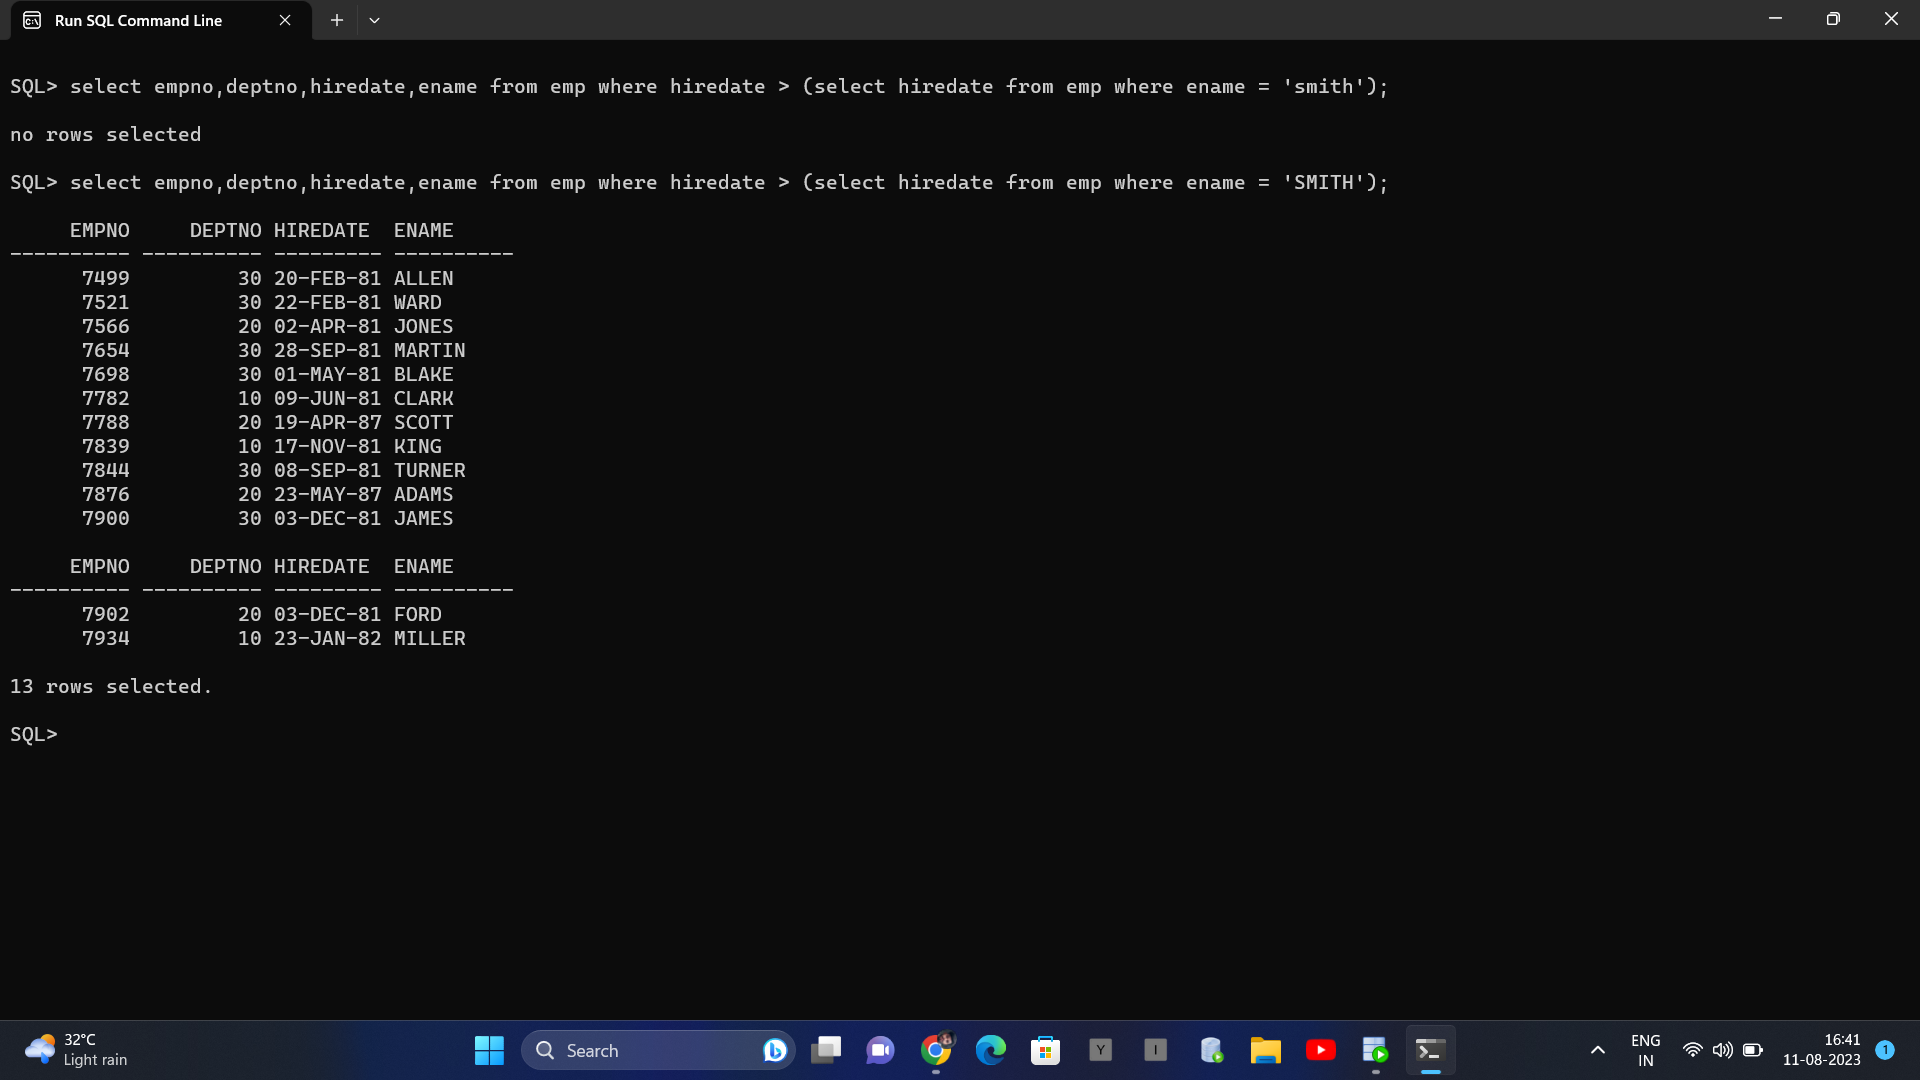 Run SQL Command Line
SQL> select empno,deptno,hiredate,ename from emp where hiredate > (select hiredate from emp where ename = 'smith');
no rows selected
SQL> select empno,deptno,hiredate,ename from emp where hiredate > (select hiredate from emp where ename = 'SMITH');
     EMPNO     DEPTNO HIREDATE  ENAME
---------- ---------- --------- ----------
      7499         30 20-FEB-81 ALLEN
      7521         30 22-FEB-81 WARD
      7566         20 02-APR-81 JONES
      7654         30 28-SEP-81 MARTIN
      7698         30 01-MAY-81 BLAKE
      7782         10 09-JUN-81 CLARK
      7788         20 19-APR-87 SCOTT
      7839         10 17-NOV-81 KING
      7844         30 08-SEP-81 TURNER
      7876         20 23-MAY-87 ADAMS
      7900         30 03-DEC-81 JAMES
     EMPNO     DEPTNO HIREDATE  ENAME
---------- ---------- --------- ----------
      7902         20 03-DEC-81 FORD
      7934         10 23-JAN-82 MILLER
13 rows selected.
SQL>
32°C
Light rain
Search
Y
I
ENG
IN
16:41
11-08-2023
1